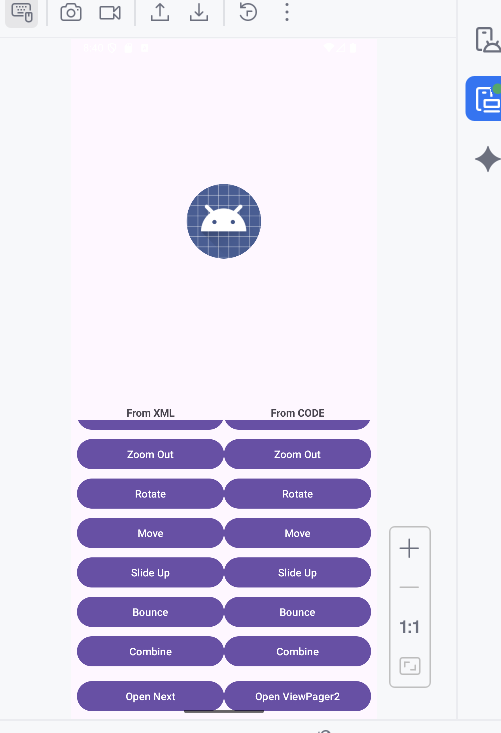 From XML From CODE
Zoom Out Zoom Out
Rotate Rotate
Move Move
Slide Up Slide Up
Bounce Bounce
Combine Combine
Open Next Open ViewPager2
1:1